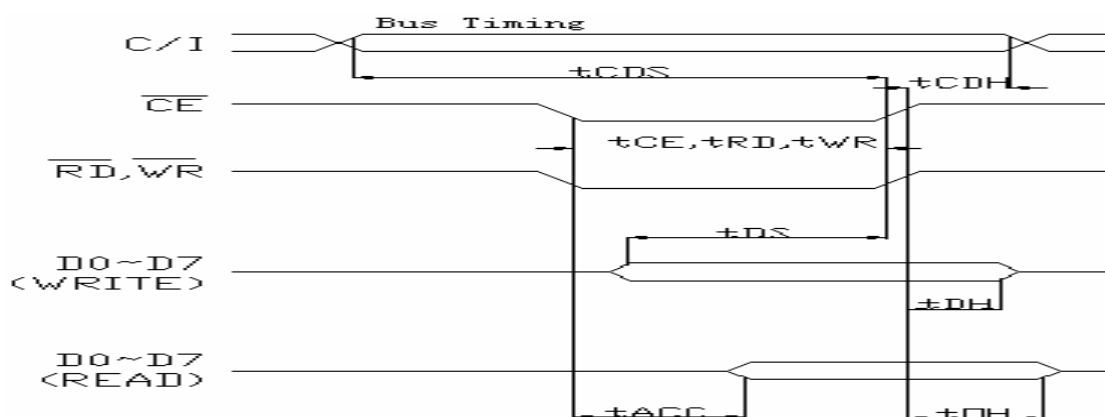 Bus Timing
C/I
tCDS
tCDH
CE
tCE,tRD,tWR
RD,WR
tDS
D0~D7
(WRITE)
tDH
D0~D7
(READ)
tACC
tOH